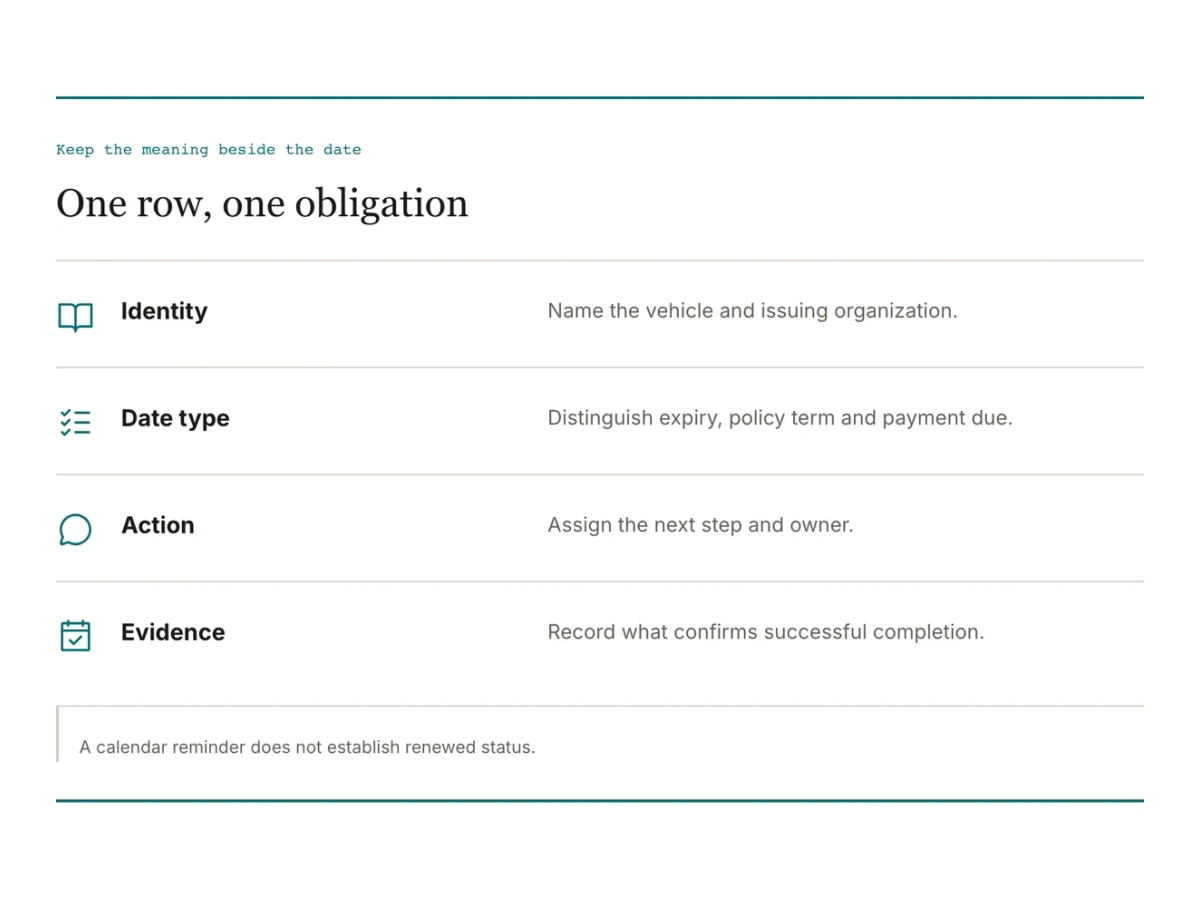 Keep the meaning beside the date
One row, one obligation
Identity
Name the vehicle and issuing organization.
Date type
Distinguish expiry, policy term and payment due.
Action
Assign the next step and owner.
Evidence
Record what confirms successful completion.
A calendar reminder does not establish renewed status.